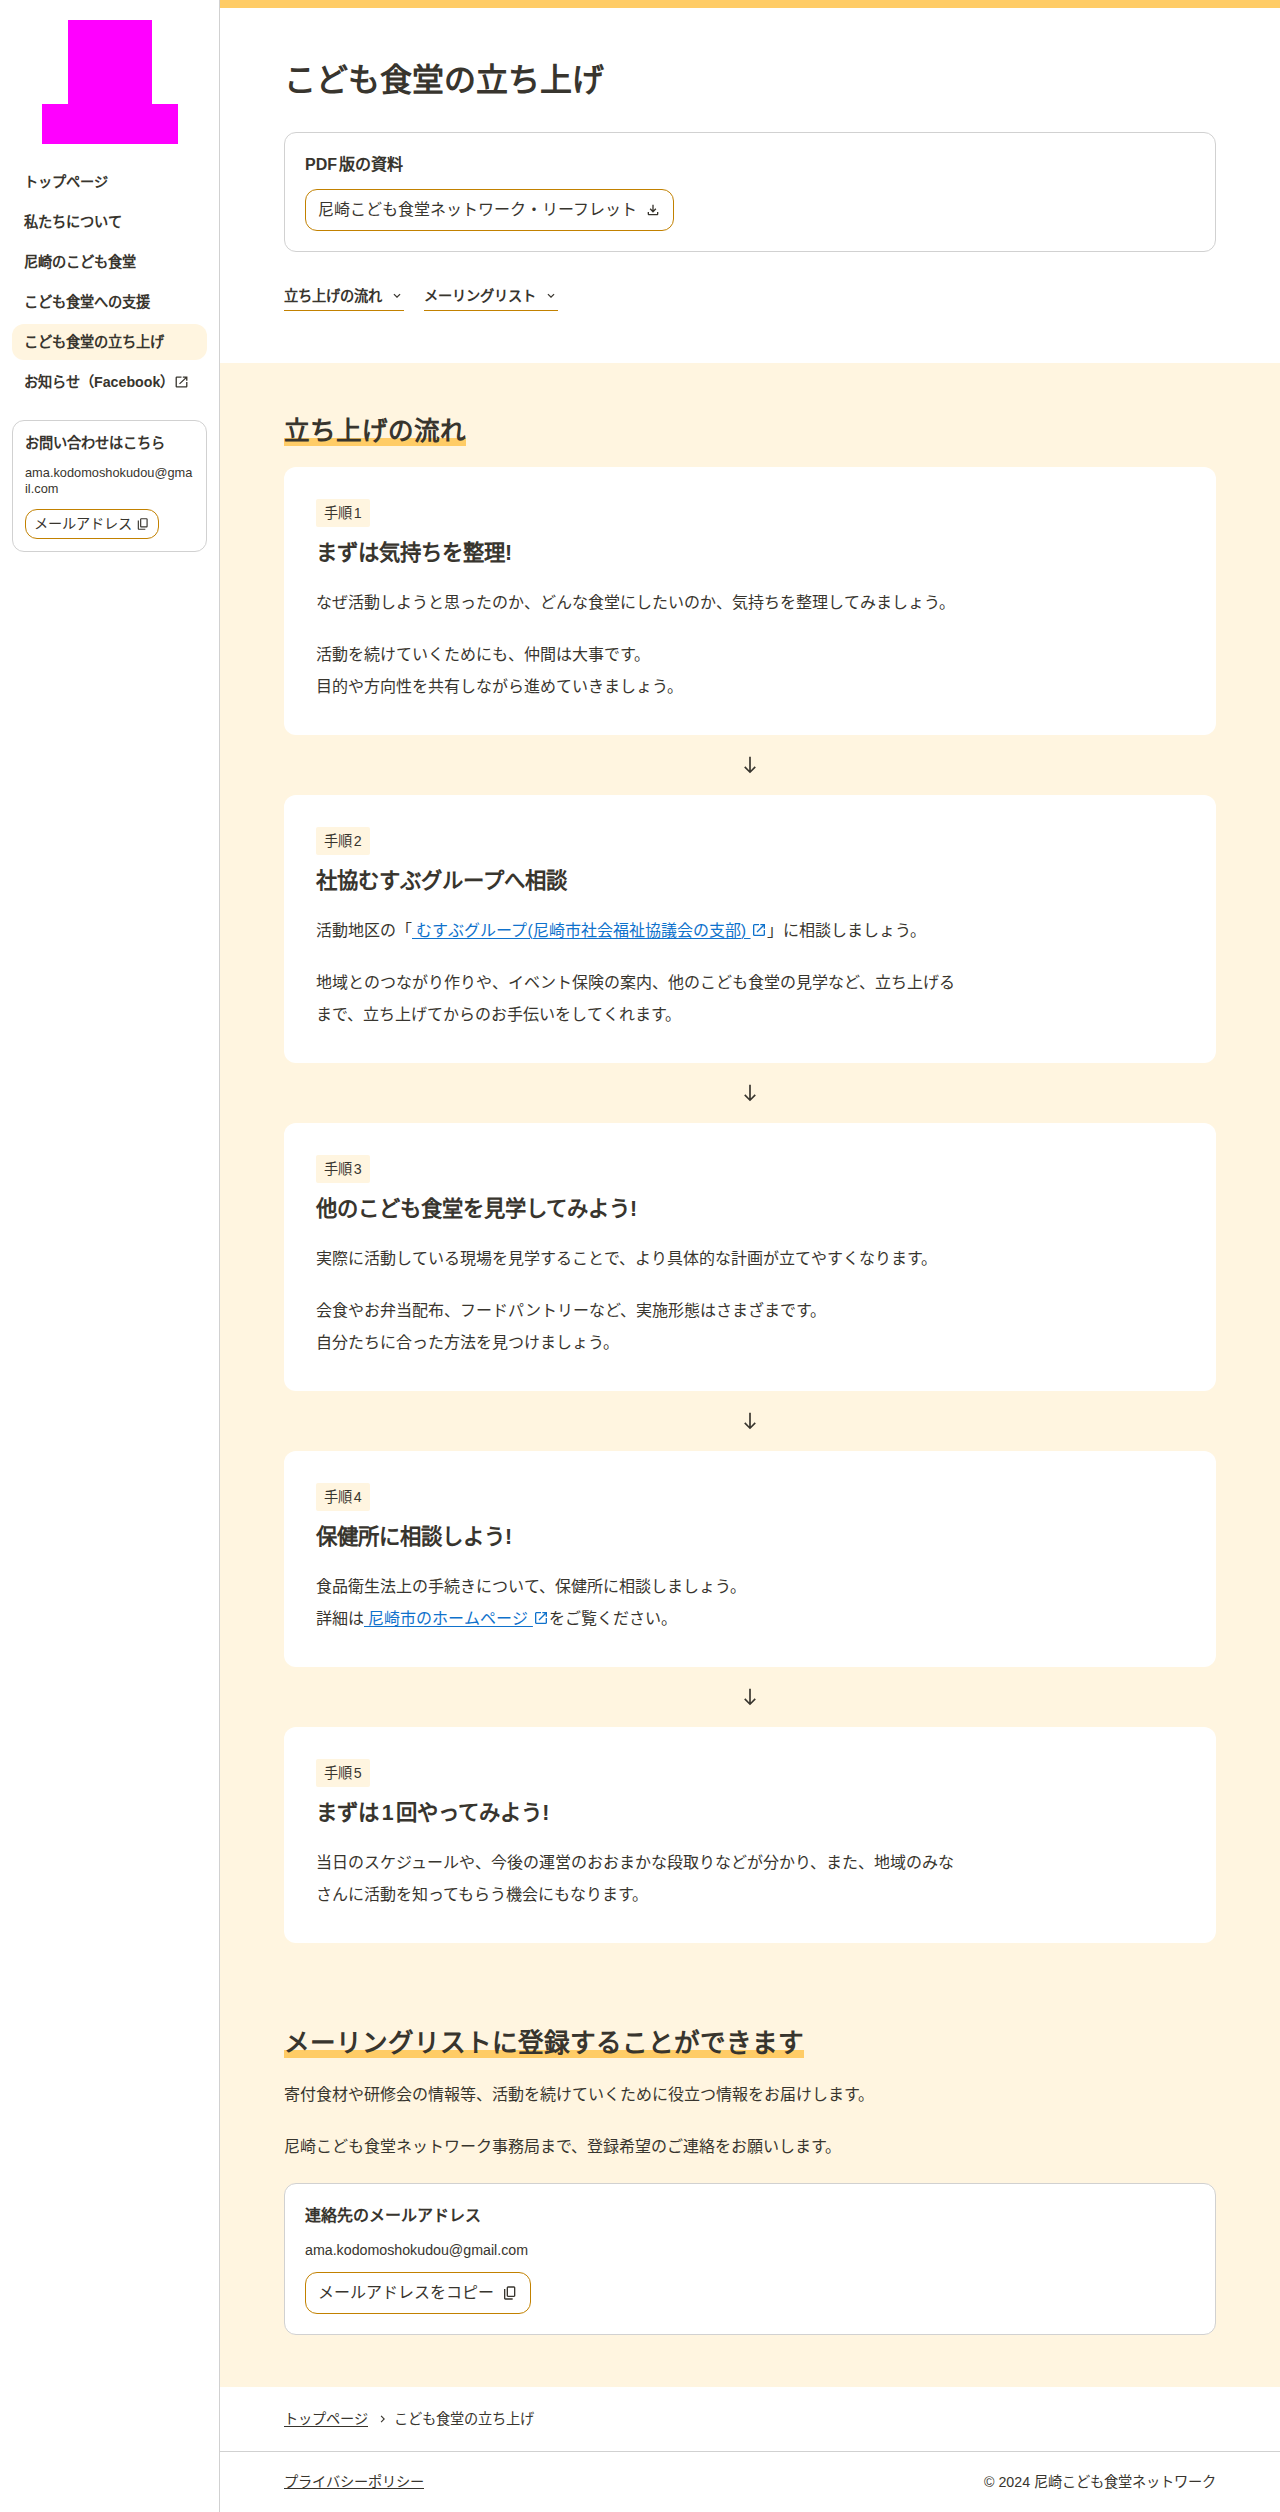 トップページ
私たちについて
尼崎のこども食堂
こども食堂への支援
こども食堂の立ち上げ
お知らせ（Facebook）
お問い合わせはこちら
ama.kodomoshokudou@gma
il.com
メールアドレス
こども食堂の立ち上げ
PDF版の資料
尼崎こども食堂ネットワーク・リーフレット
立ち上げの流れ
メーリングリスト
立ち上げの流れ
手順1
まずは気持ちを整理!
なぜ活動しようと思ったのか、どんな食堂にしたいのか、気持ちを整理してみましょう。
活動を続けていくためにも、仲間は大事です。
目的や方向性を共有しながら進めていきましょう。
手順2
社協むすぶグループへ相談
活動地区の「 むすぶグループ(尼崎市社会福祉協議会の支部) 」に相談しましょう。
地域とのつながり作りや、イベント保険の案内、他のこども食堂の見学など、立ち上げる
まで、立ち上げてからのお手伝いをしてくれます。
手順3
他のこども食堂を見学してみよう!
実際に活動している現場を見学することで、より具体的な計画が立てやすくなります。
会食やお弁当配布、フードパントリーなど、実施形態はさまざまです。
自分たちに合った方法を見つけましょう。
手順4
保健所に相談しよう!
食品衛生法上の手続きについて、保健所に相談しましょう。
詳細は 尼崎市のホームページ をご覧ください。
手順5
まずは1回やってみよう!
当日のスケジュールや、今後の運営のおおまかな段取りなどが分かり、また、地域のみな
さんに活動を知ってもらう機会にもなります。
メーリングリストに登録することができます
寄付食材や研修会の情報等、活動を続けていくために役立つ情報をお届けします。
尼崎こども食堂ネットワーク事務局まで、登録希望のご連絡をお願いします。
連絡先のメールアドレス
ama.kodomoshokudou@gmail.com
メールアドレスをコピー
トップページ › こども食堂の立ち上げ
プライバシーポリシー
© 2024 尼崎こども食堂ネットワーク